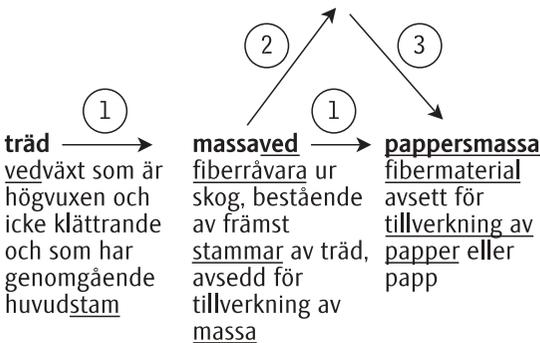 2
3
1
1
träd
vedväxt som är
högvuxen och
icke klättrande
och som har
genomgående
huvudstam
massaved
fiberråvara ur
skog, bestående
av främst
stammar av träd,
avsedd för
tillverkning av
massa
pappersmassa
fibermaterial
avsett för
tillverkning av
papper eller
papp